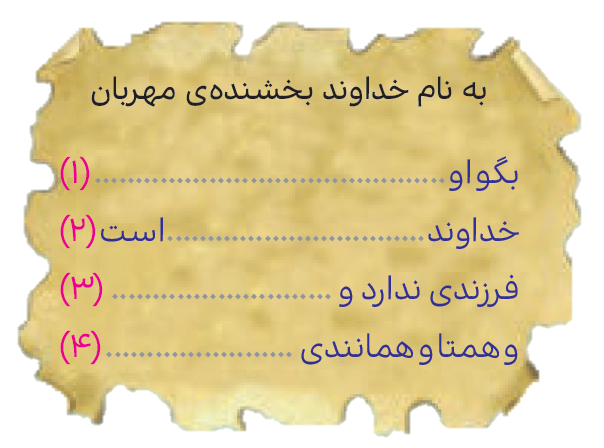 به نام خداوند بخشنده‌ی مهربان
بگو او ............................................ (۱)
خداوند ................................ است (۲)
فرزندی ندارد و ........................... (۳)
و همتا و همانندی ....................... (۴)